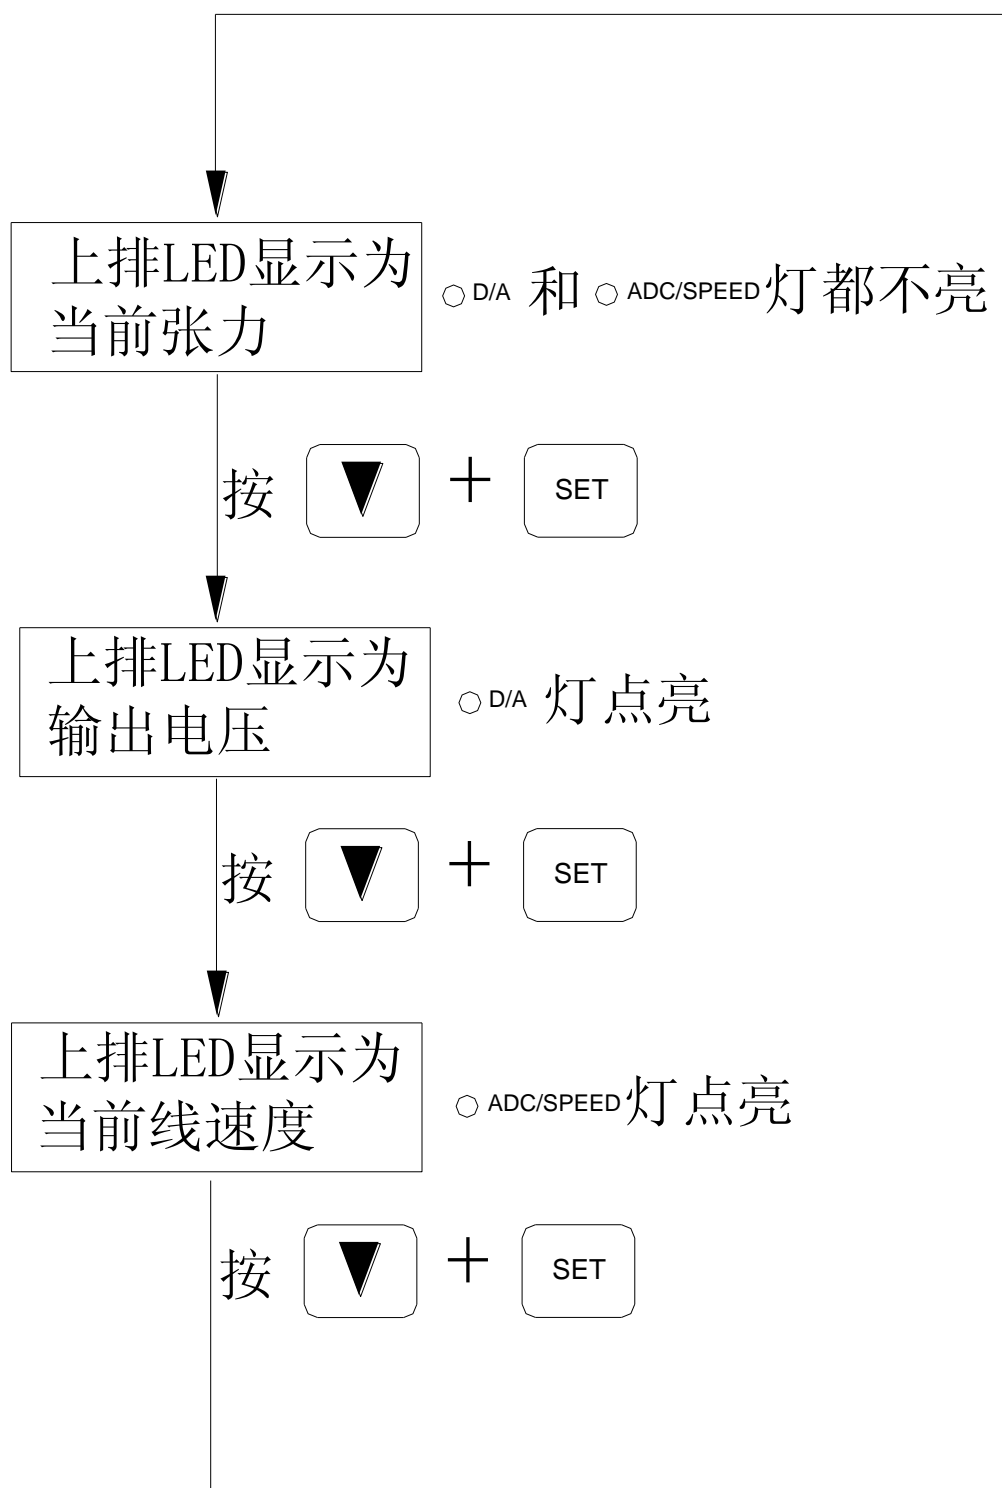 上排LED显示为
当前张力
D/A 和 ADC/SPEED灯都不亮
按 ▼ + SET
上排LED显示为
输出电压
D/A 灯点亮
按 ▼ + SET
上排LED显示为
当前线速度
ADC/SPEED灯点亮
按 ▼ + SET